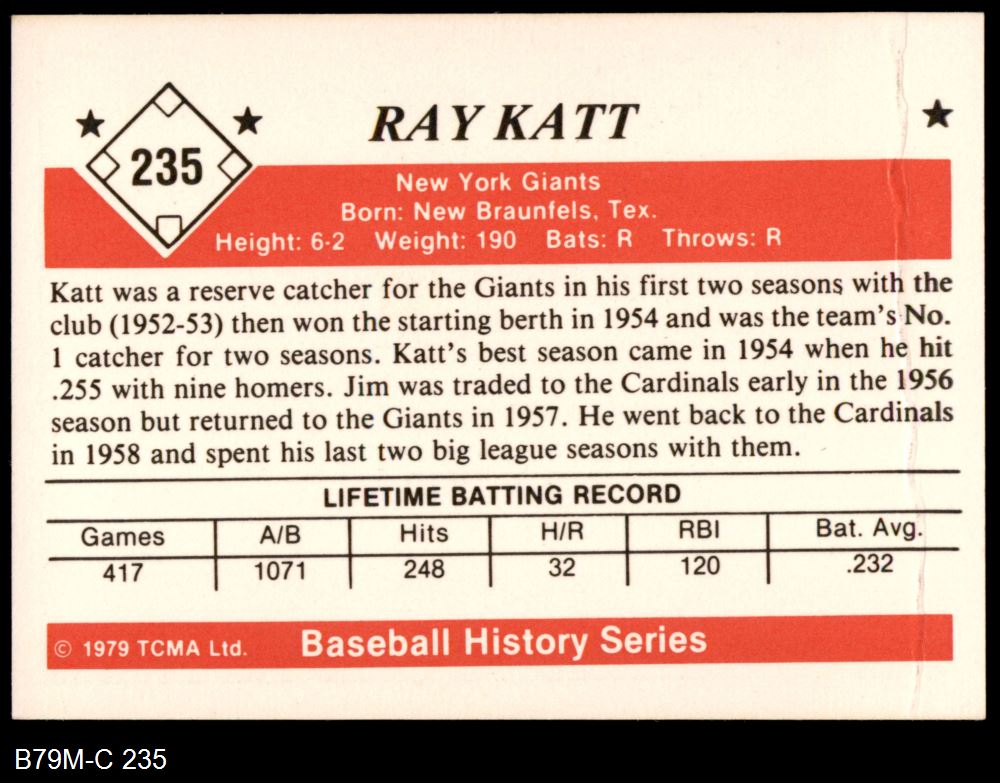 235
RAY KATT
New York Giants
Born: New Braunfels, Tex.
Height: 6-2 Weight: 190 Bats: R Throws: R
Katt was a reserve catcher for the Giants in his first two seasons with the
club (1952-53) then won the starting berth in 1954 and was the team's No.
1 catcher for two seasons. Katt's best season came in 1954 when he hit
.255 with nine homers. Jim was traded to the Cardinals early in the 1956
season but returned to the Giants in 1957. He went back to the Cardinals
in 1958 and spent his last two big league seasons with them.
LIFETIME BATTING RECORD
Games A/B Hits H/R RBI Bat. Avg.
417 1071 248 32 120 .232
© 1979 TCMA Ltd. Baseball History Series
B79M-C 235